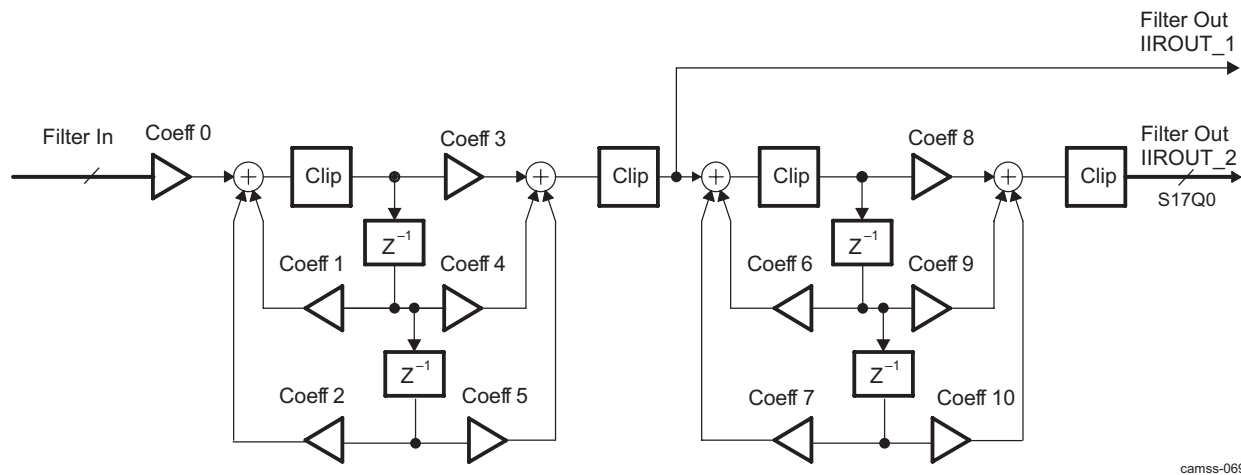 Filter Out
IIROUT_1
Filter In
Coeff 0
Clip
Coeff 3
Clip
Clip
Coeff 8
Clip
Filter Out
IIROUT_2
S17Q0
Z–1
Z–1
Coeff 1
Coeff 4
Coeff 6
Coeff 9
Z–1
Z–1
Coeff 2
Coeff 5
Coeff 7
Coeff 10
camss-069